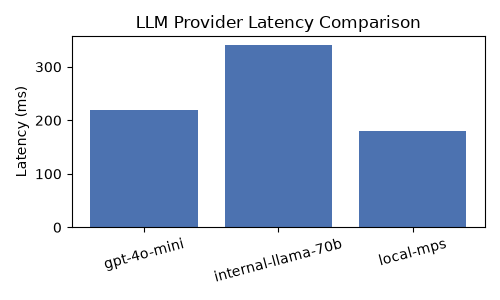 LLM Provider Latency Comparison
Latency (ms)
300
200
100
0
gpt-4o-mini
internal-llama-70b
local-mps